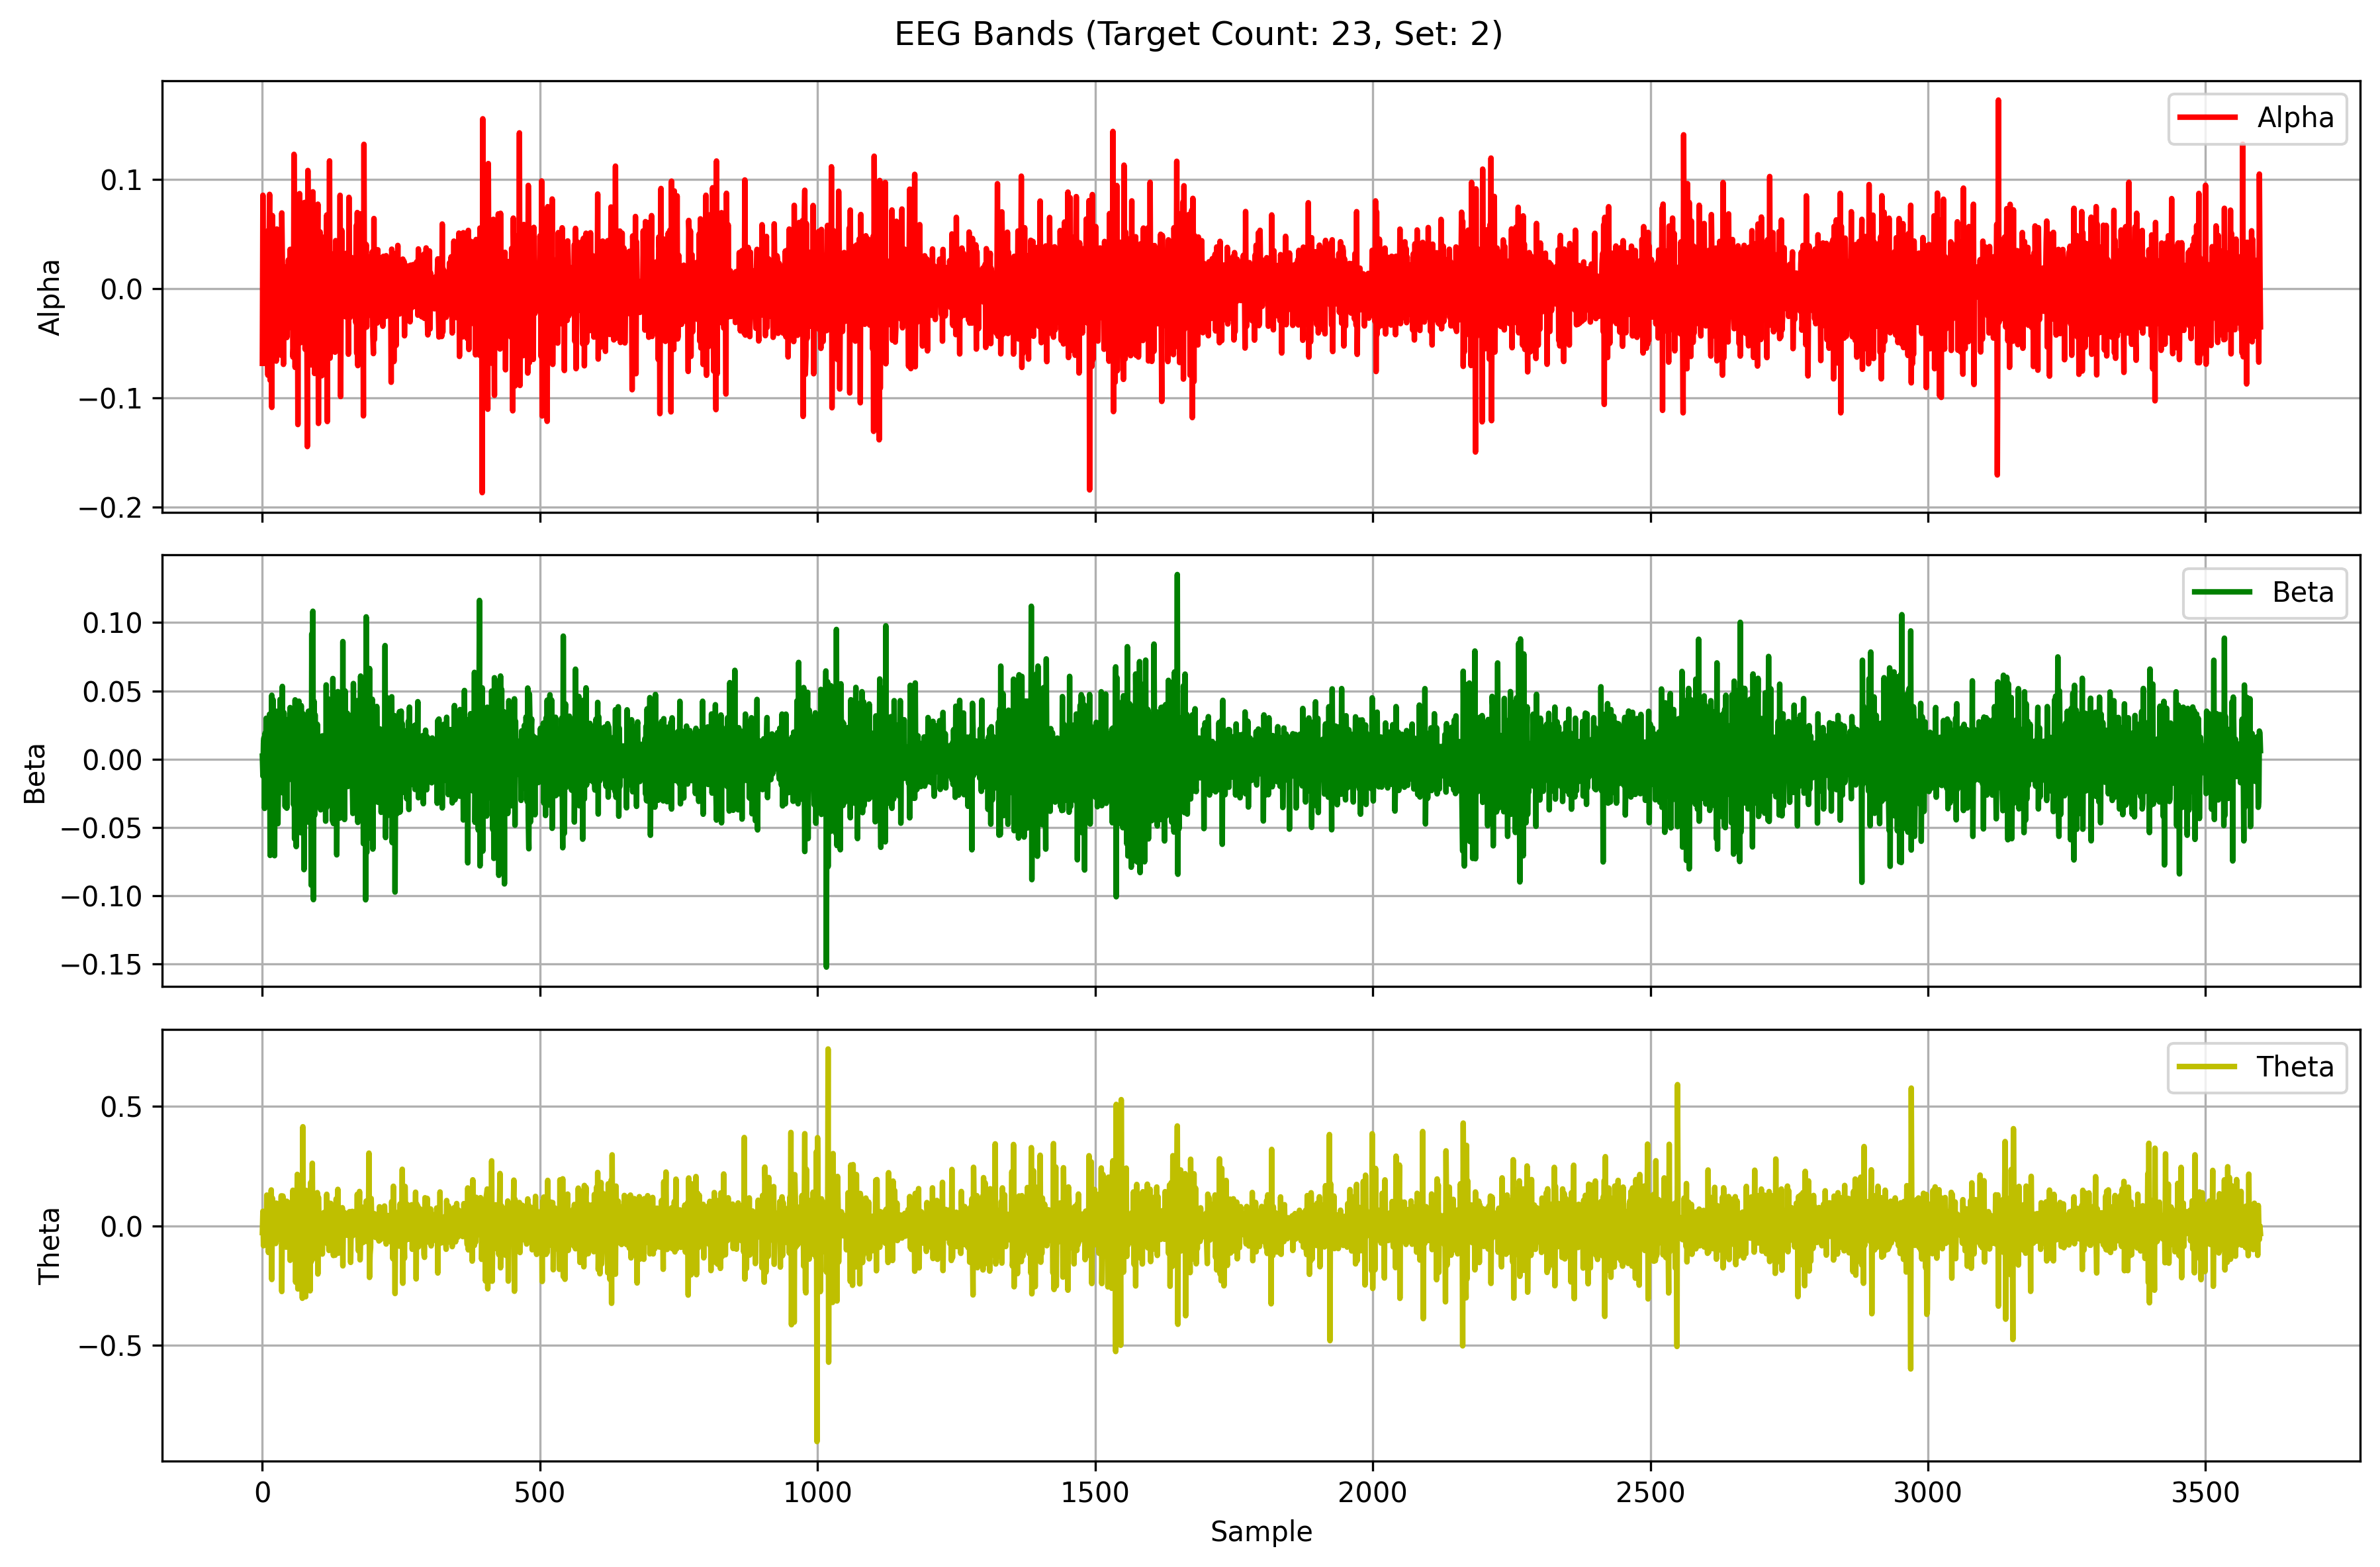 EEG Bands (Target Count: 23, Set: 2)
Alpha
0.1
0.0
−0.1
−0.2
Alpha
Beta
0.10
0.05
0.00
−0.05
−0.10
−0.15
Beta
Theta
0.5
0.0
−0.5
Theta
0 500 1000 1500 2000 2500 3000 3500
Sample